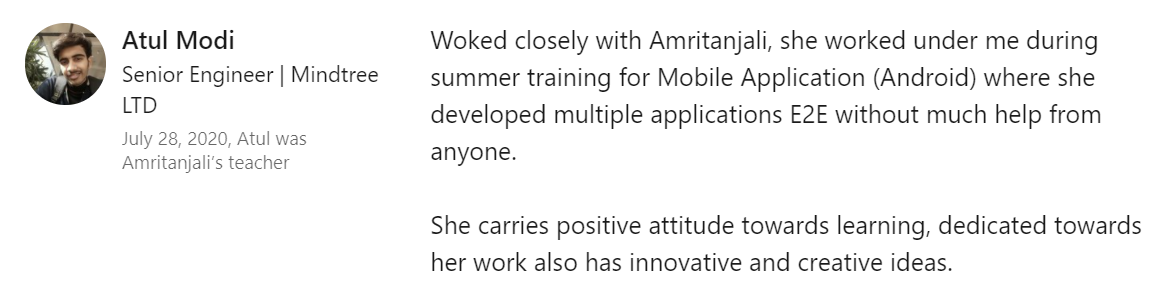 Atul Modi
Senior Engineer | Mindtree
LTD
July 28, 2020, Atul was
Amritanjali's teacher
Woked closely with Amritanjali, she worked under me during
summer training for Mobile Application (Android) where she
developed multiple applications E2E without much help from
anyone.
She carries positive attitude towards learning, dedicated towards
her work also has innovative and creative ideas.